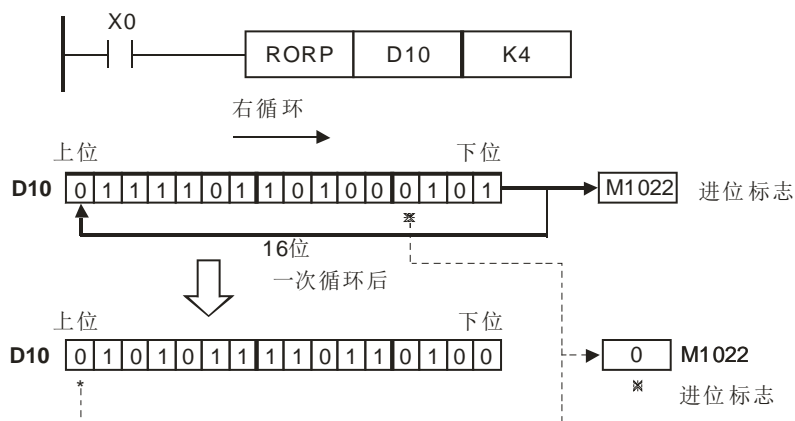 X0
RORP D10 K4
右循环
上位 下位
D10 0 1 1 1 1 0 1 1 0 1 0 0 0 1 0 1 M1022 进位标志
※
16位
一次循环后
上位 下位
D10 0 1 0 1 0 1 1 1 1 0 1 1 0 1 0 0 0 M1022
* ※ 进位标志